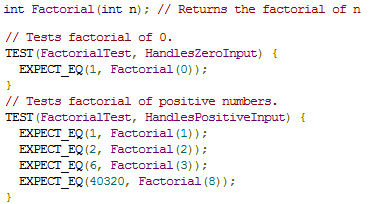 int Factorial(int n); // Returns the factorial of n
// Tests factorial of 0.
TEST(FactorialTest, HandlesZeroInput) {
  EXPECT_EQ(1, Factorial(0));
}
// Tests factorial of positive numbers.
TEST(FactorialTest, HandlesPositiveInput) {
  EXPECT_EQ(1, Factorial(1));
  EXPECT_EQ(2, Factorial(2));
  EXPECT_EQ(6, Factorial(3));
  EXPECT_EQ(40320, Factorial(8));
}